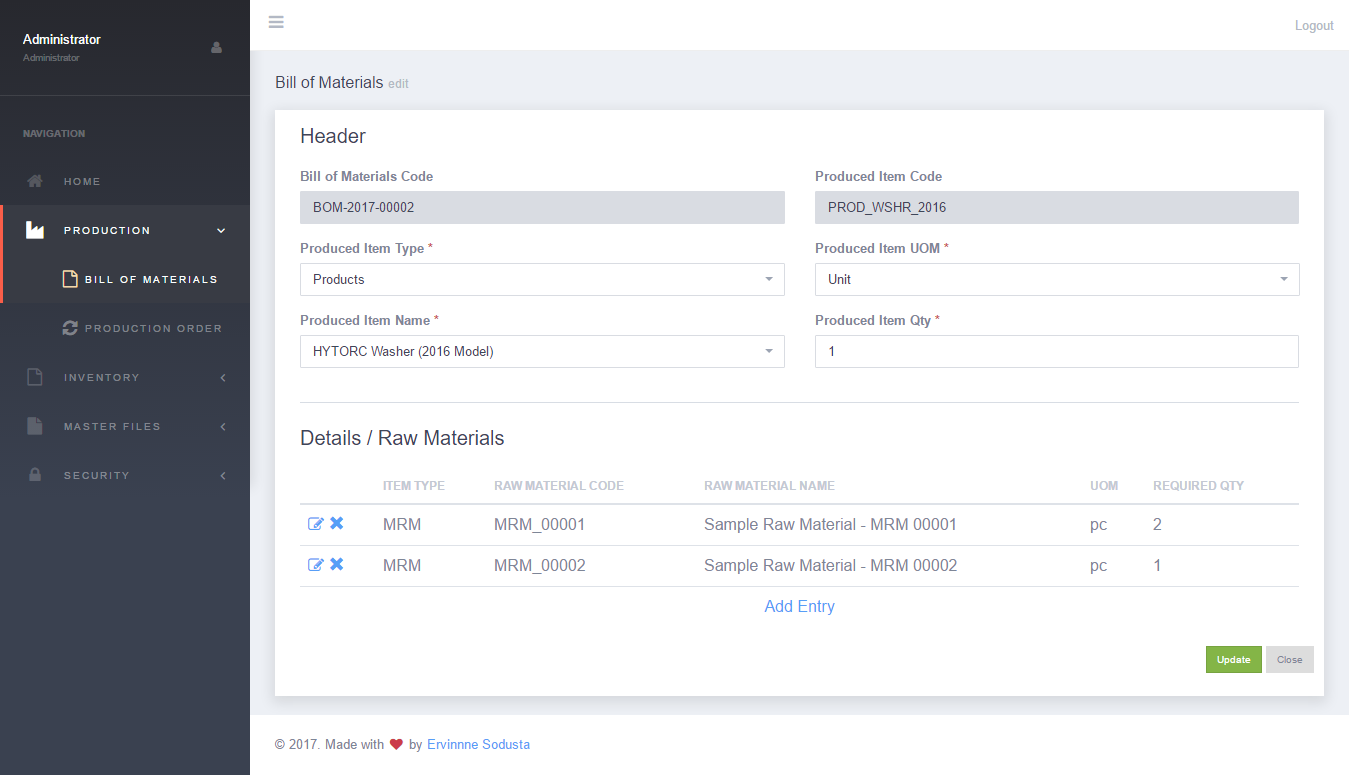 Administrator
Administrator
NAVIGATION
HOME
PRODUCTION
BILL OF MATERIALS
PRODUCTION ORDER
INVENTORY
MASTER FILES
SECURITY
Logout
Bill of Materials edit
Header
Bill of Materials Code
BOM-2017-00002
Produced Item Code
PROD_WSHR_2016
Produced Item Type *
Products
Produced Item UOM *
Unit
Produced Item Name *
HYTORC Washer (2016 Model)
Produced Item Qty *
1
Details / Raw Materials
ITEM TYPE RAW MATERIAL CODE RAW MATERIAL NAME UOM REQUIRED QTY
MRM MRM_00001 Sample Raw Material - MRM 00001 pc 2
MRM MRM_00002 Sample Raw Material - MRM 00002 pc 1
Add Entry
Update Close
© 2017. Made with ❤ by Ervinnne Sodusta